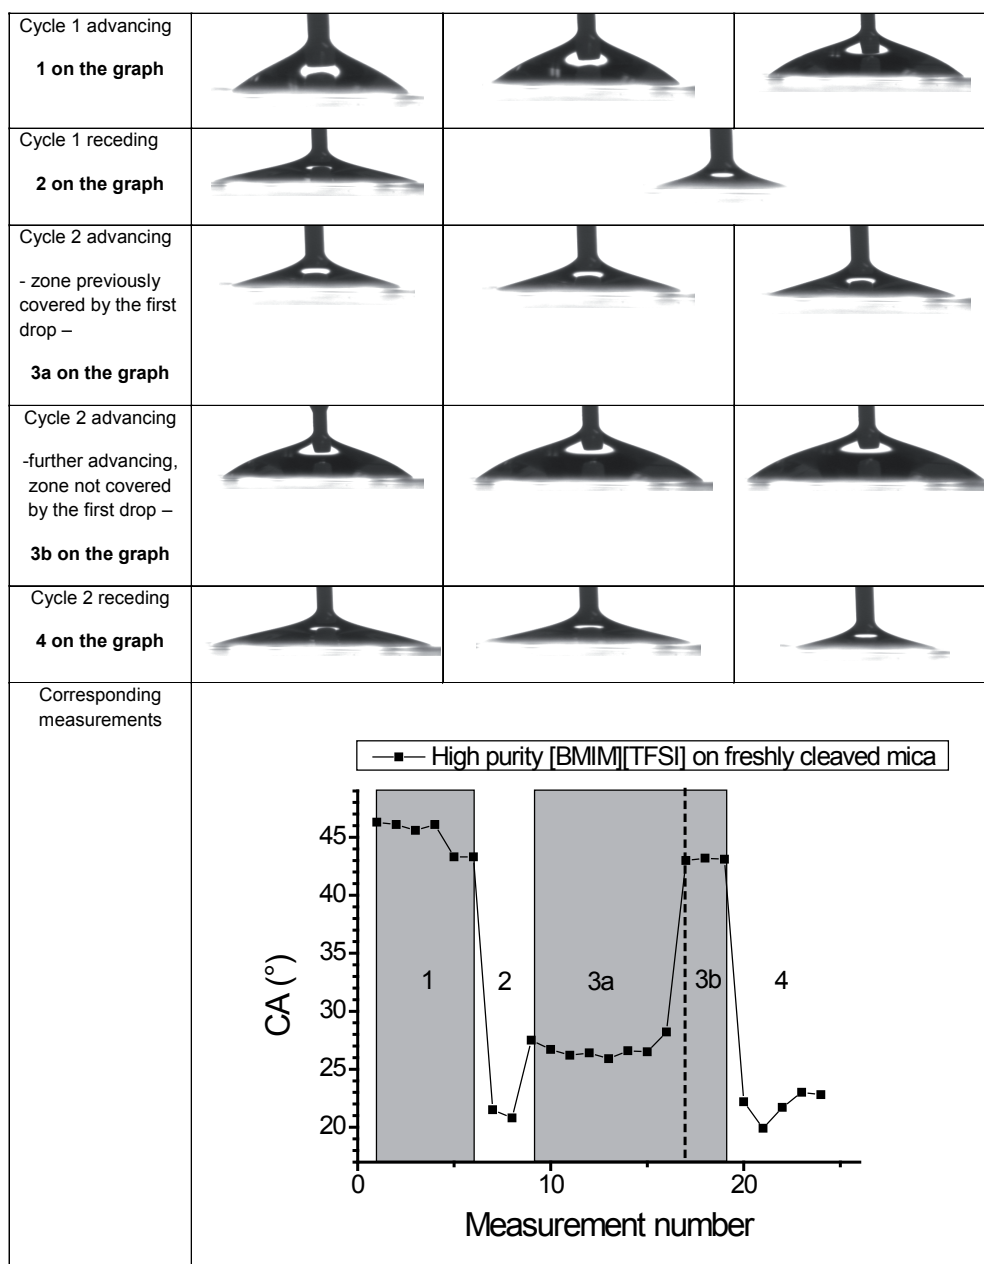 Cycle 1 advancing
1 on the graph
Cycle 1 receding
2 on the graph
Cycle 2 advancing
- zone previously
covered by the first
drop –
3a on the graph
Cycle 2 advancing
-further advancing,
zone not covered
by the first drop –
3b on the graph
Cycle 2 receding
4 on the graph
Corresponding
measurements
High purity [BMIM][TFSI] on freshly cleaved mica
45
40
35
30
25
20
CA (°)
1
2
3a
3b
4
0
10
20
Measurement number